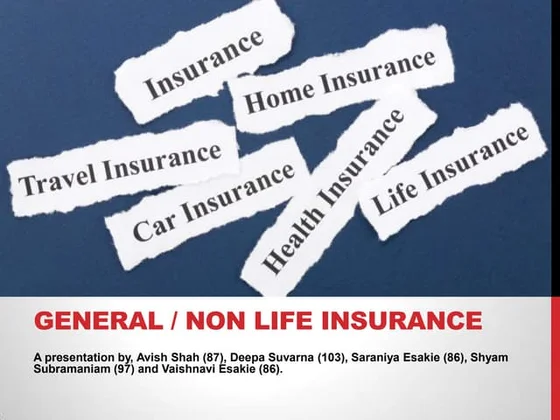 Insurance
Home Insurance
Travel Insurance
Car Insurance
Health Insurance
Life Insurance
GENERAL / NON LIFE INSURANCE
A presentation by, Avish Shah (87), Deepa Suvarna (103), Saraniya Esakie (86), Shyam
Subramaniam (97) and Vaishnavi Esakie (86).